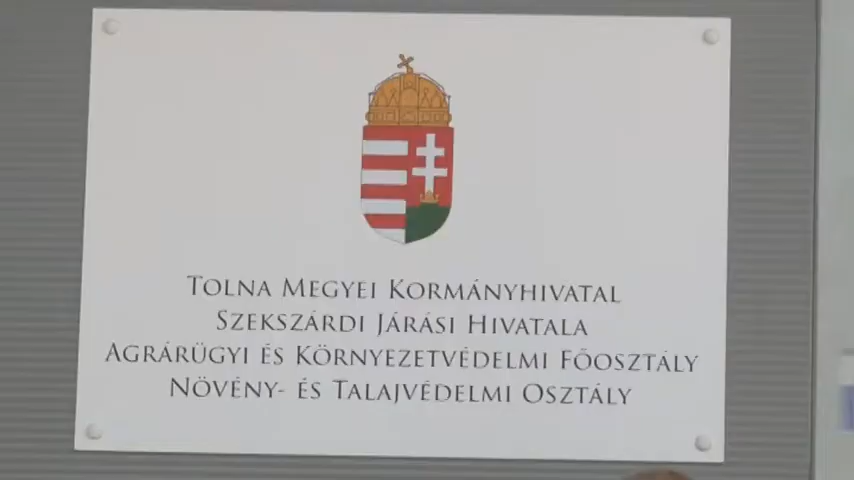 Tolna Megyei Kormányhivatal
Szekszárdi Járási Hivatala
Agrárügyi és Környezetvédelmi Főosztály
Növény- és Talajvédelmi Osztály